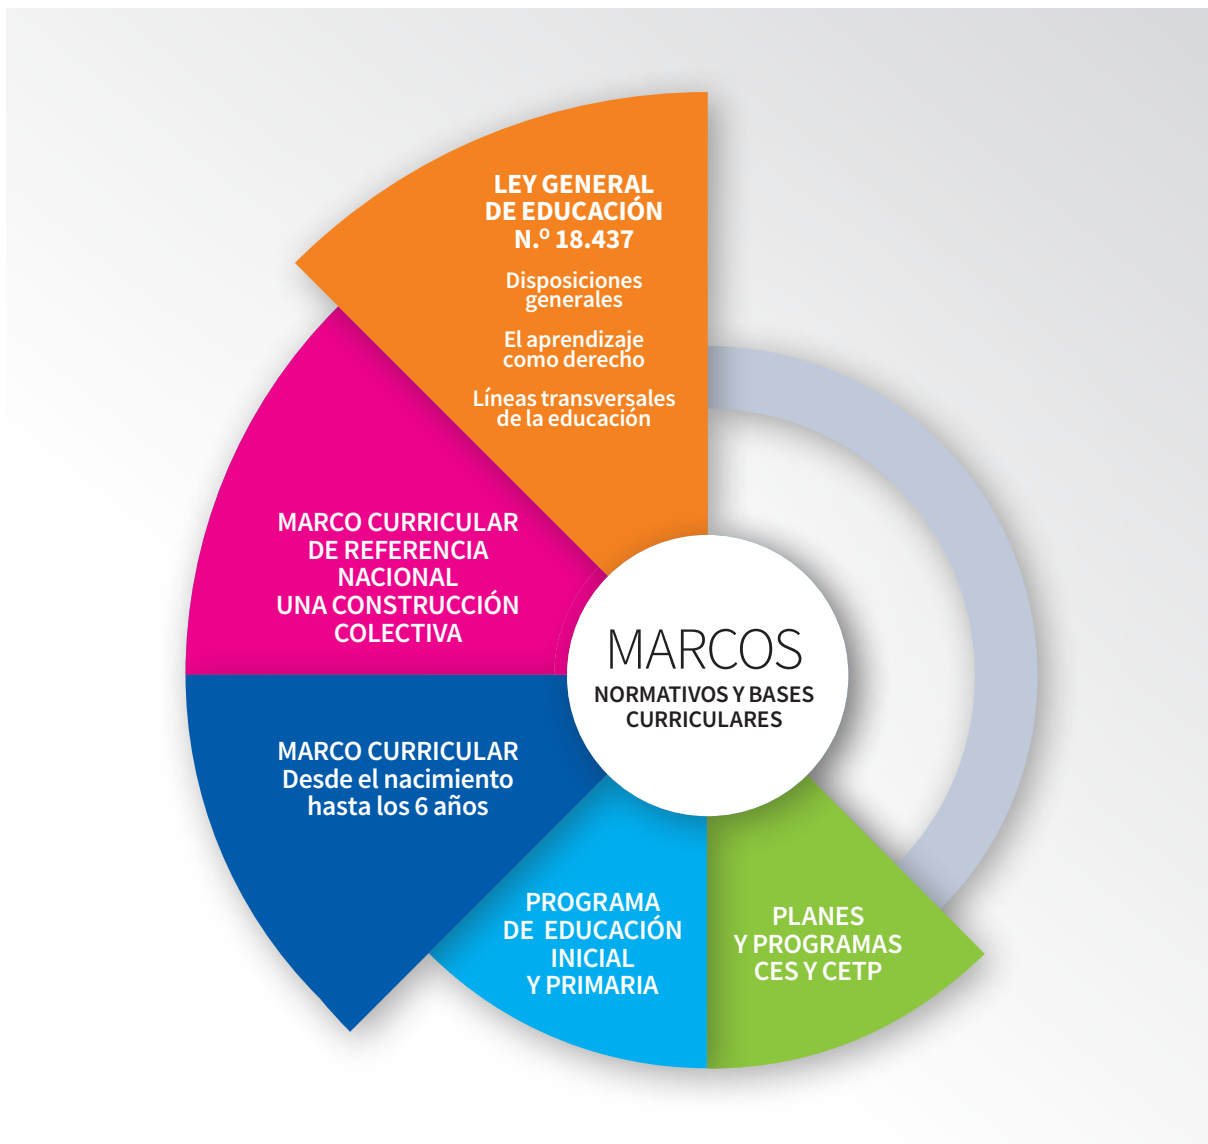 LEY GENERAL
DE EDUCACIÓN
N.º 18.437
Disposiciones
generales
El aprendizaje
como derecho
Líneas transversales
de la educación
MARCO CURRICULAR
DE REFERENCIA
NACIONAL
UNA CONSTRUCCIÓN
COLECTIVA
MARCOS
NORMATIVOS Y BASES
CURRICULARES
MARCO CURRICULAR
Desde el nacimiento
hasta los 6 años
PROGRAMA
DE EDUCACIÓN
INICIAL
Y PRIMARIA
PLANES
Y PROGRAMAS
CES Y CETP